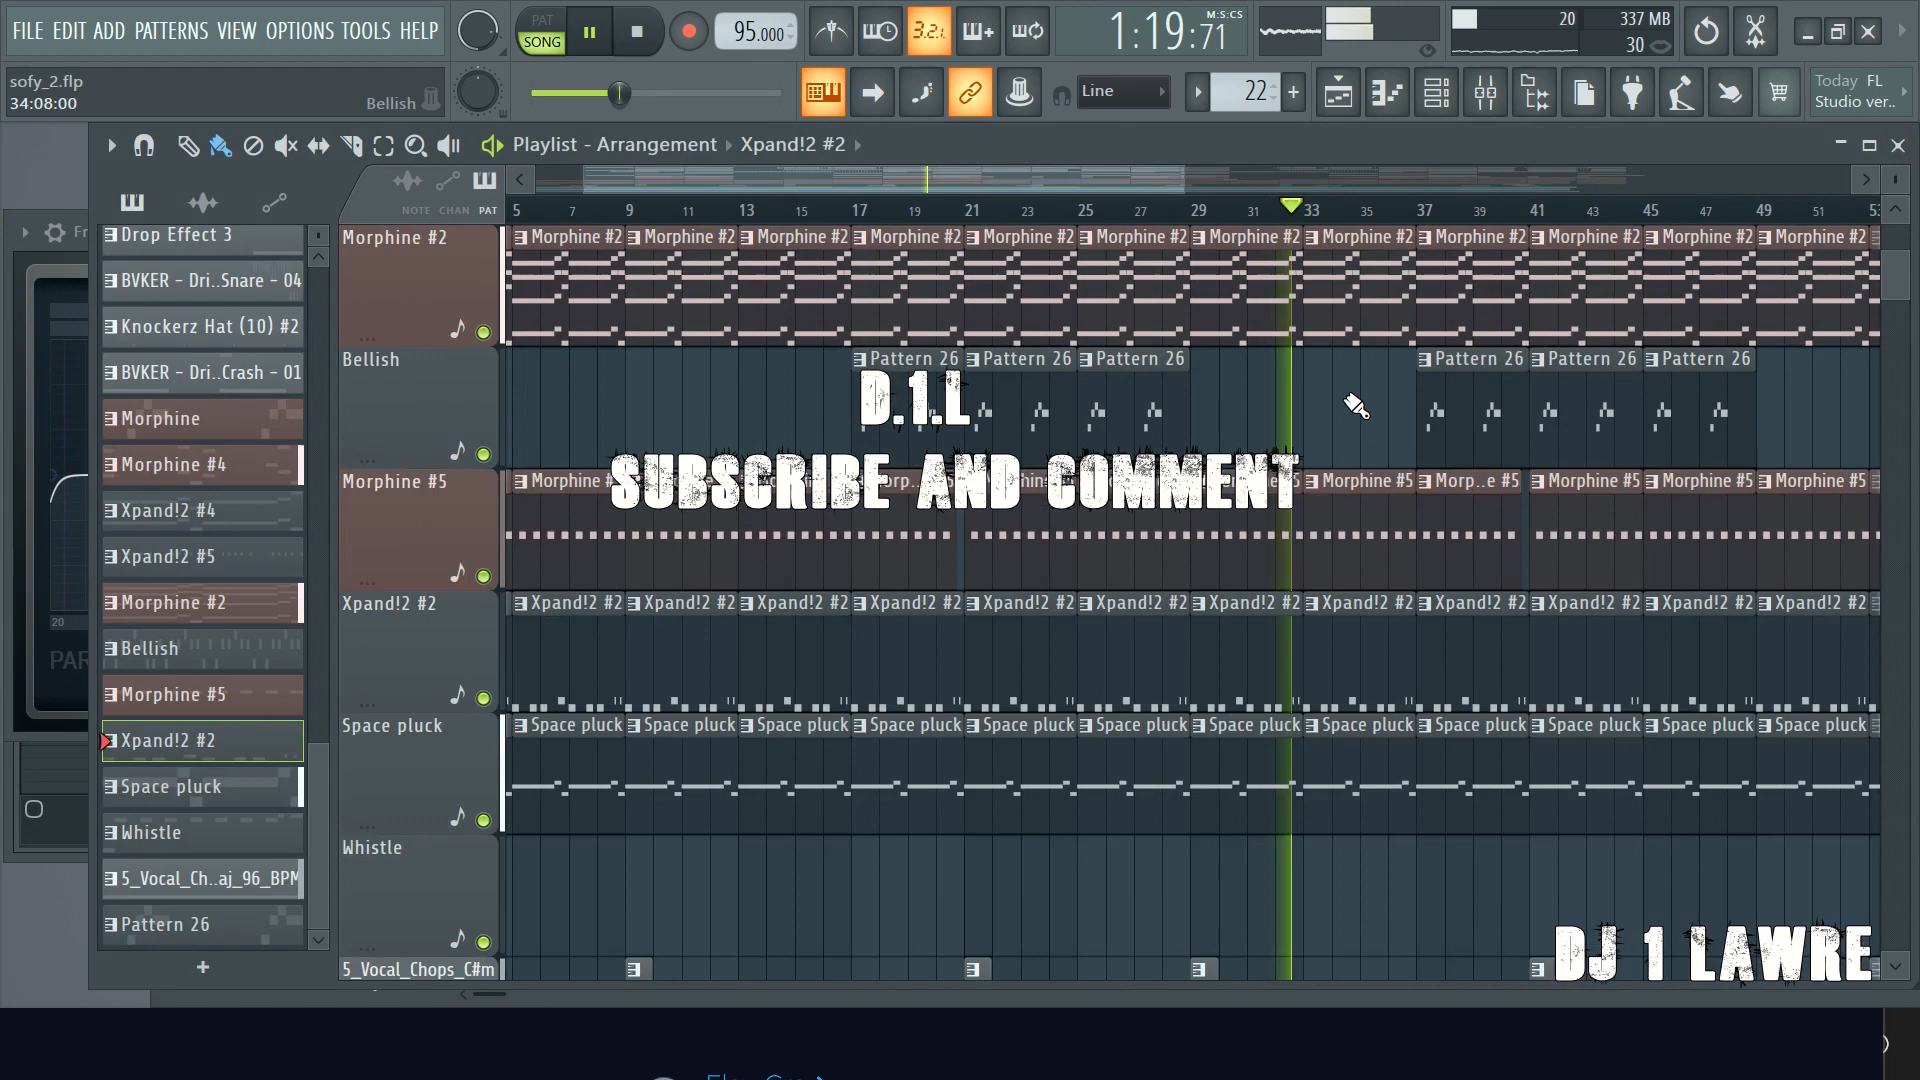 FILE EDIT ADD PATTERNS VIEW OPTIONS TOOLS HELP
PAT
SONG
95.000
3.2.1
1:19:71
M:S:CS
20
337 MB
30
sofy_2.flp
34:08:00
Bellish
Line
22
Today FL
Studio ver..
Playlist - Arrangement
Xpand!2 #2
NOTE CHAN PAT
5 7 9 11 13 15 17 19 21 23 25 27 29 31 33 35 37 39 41 43 45 47 49 51
Drop Effect 3
BVKER - Dri..Snare - 04
Knockerz Hat (10) #2
BVKER - Dri..Crash - 01
Morphine
Morphine #4
Xpand!2 #4
Xpand!2 #5
Morphine #2
Bellish
Morphine #5
Xpand!2 #2
Space pluck
Whistle
5_Vocal_Ch..aj_96_BPM
Pattern 26
20
PAR
Morphine #2
Morphine #2 Morphine #2 Morphine #2 Morphine #2 Morphine #2 Morphine #2 Morphine #2 Morphine #2 Morphine #2 Morphine #2 Morphine #2 Morphine #2
Bellish
Pattern 26 Pattern 26 Pattern 26 Pattern 26 Pattern 26 Pattern 26
D.1.L
SUBSCRIBE AND COMMENT
Morphine #5
Morphine #5 Morp..e #5 Morphine #5 Morphine #5 Morphine #5
Xpand!2 #2
Xpand!2 #2 Xpand!2 #2 Xpand!2 #2 Xpand!2 #2 Xpand!2 #2 Xpand!2 #2 Xpand!2 #2 Xpand!2 #2 Xpand!2 #2 Xpand!2 #2 Xpand!2 #2 Xpand!2 #2
Space pluck
Space pluck Space pluck Space pluck Space pluck Space pluck Space pluck Space pluck Space pluck Space pluck Space pluck Space pluck Space pluck
Whistle
5_Vocal_Chops_C#m
DJ 1 LAWRE